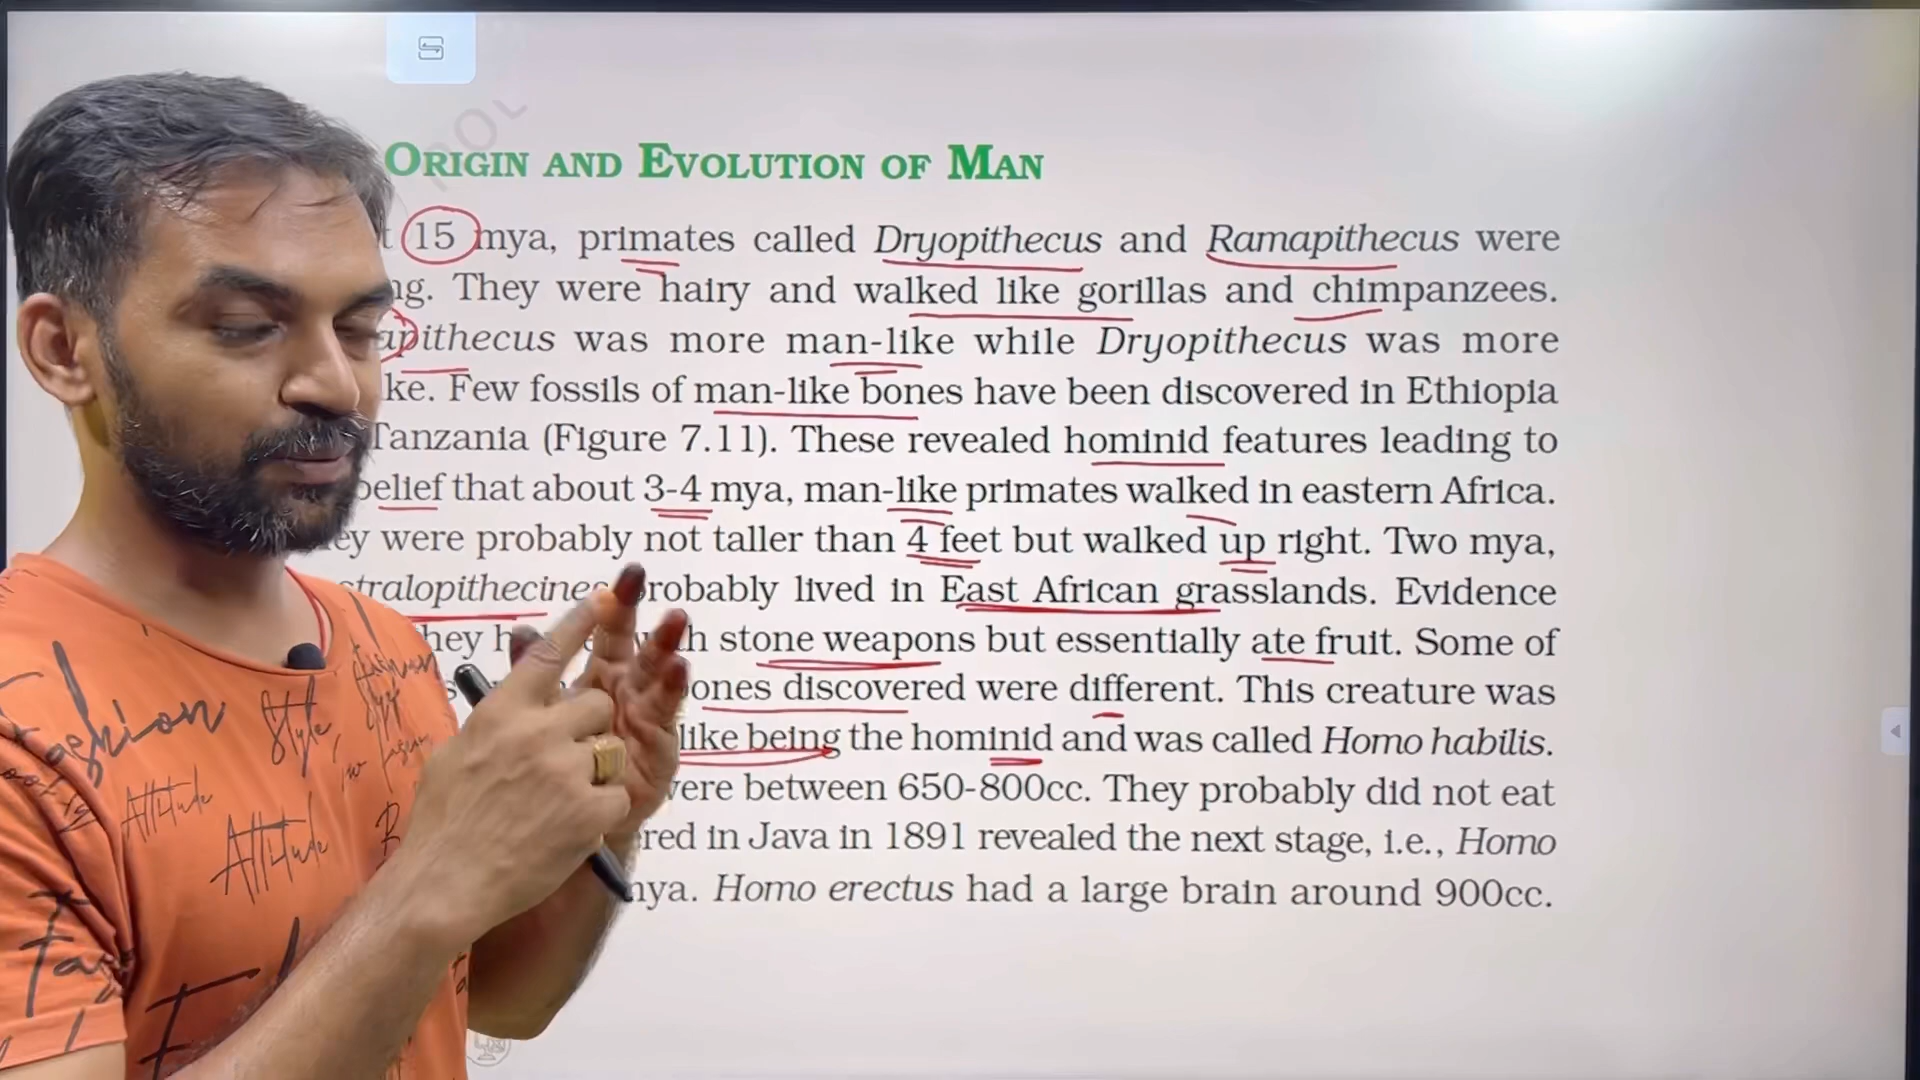 ORIGIN AND EVOLUTION OF MAN
15 mya, primates called Dryopithecus and Ramapithecus were
They were hairy and walked like gorillas and chimpanzees.
was more man-like while Dryopithecus was more
Few fossils of man-like bones have been discovered in Ethiopia
Tanzania (Figure 7.11). These revealed hominid features leading to
belief that about 3-4 mya, man-like primates walked in eastern Africa.
were probably not taller than 4 feet but walked up right. Two mya,
probably lived in East African grasslands. Evidence
they stone weapons but essentially ate fruit. Some of
bones discovered were different. This creature was
like being the hominid and was called Homo habilis.
were between 650-800cc. They probably did not eat
in Java in 1891 revealed the next stage, i.e., Homo
mya. Homo erectus had a large brain around 900cc.
Fashion
Style
Attitude
Attitude